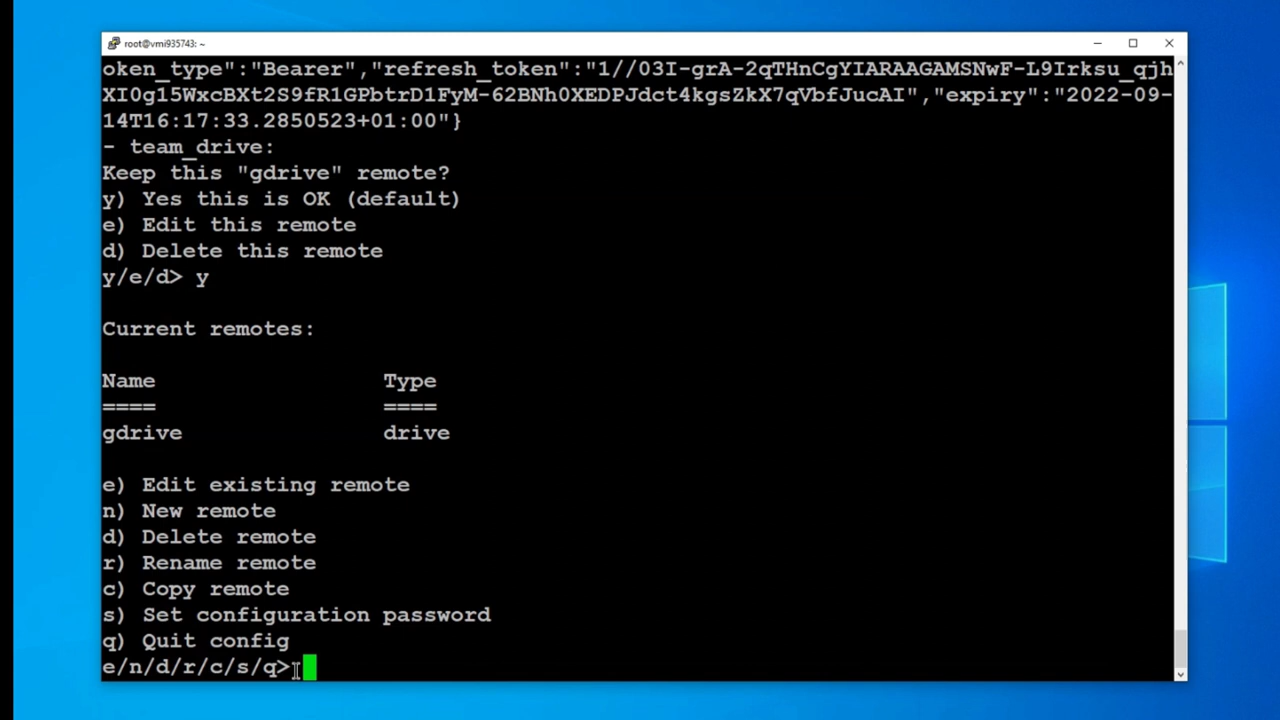 root@vmi935743: ~
oken_type":"Bearer","refresh_token":"1//03I-grA-2qTHnCgYIARAAGAMSNwF-L9Irksu_qjh
XI0g15WxcBXt2S9fR1GPbtrD1FyM-62BNh0XEDPJdct4kgsZkX7qVbfJucAI","expiry":"2022-09-
14T16:17:33.2850523+01:00"}
- team_drive:
Keep this "gdrive" remote?
y) Yes this is OK (default)
e) Edit this remote
d) Delete this remote
y/e/d> y
Current remotes:
Name Type
==== ====
gdrive drive
e) Edit existing remote
n) New remote
d) Delete remote
r) Rename remote
c) Copy remote
s) Set configuration password
q) Quit config
e/n/d/r/c/s/q>